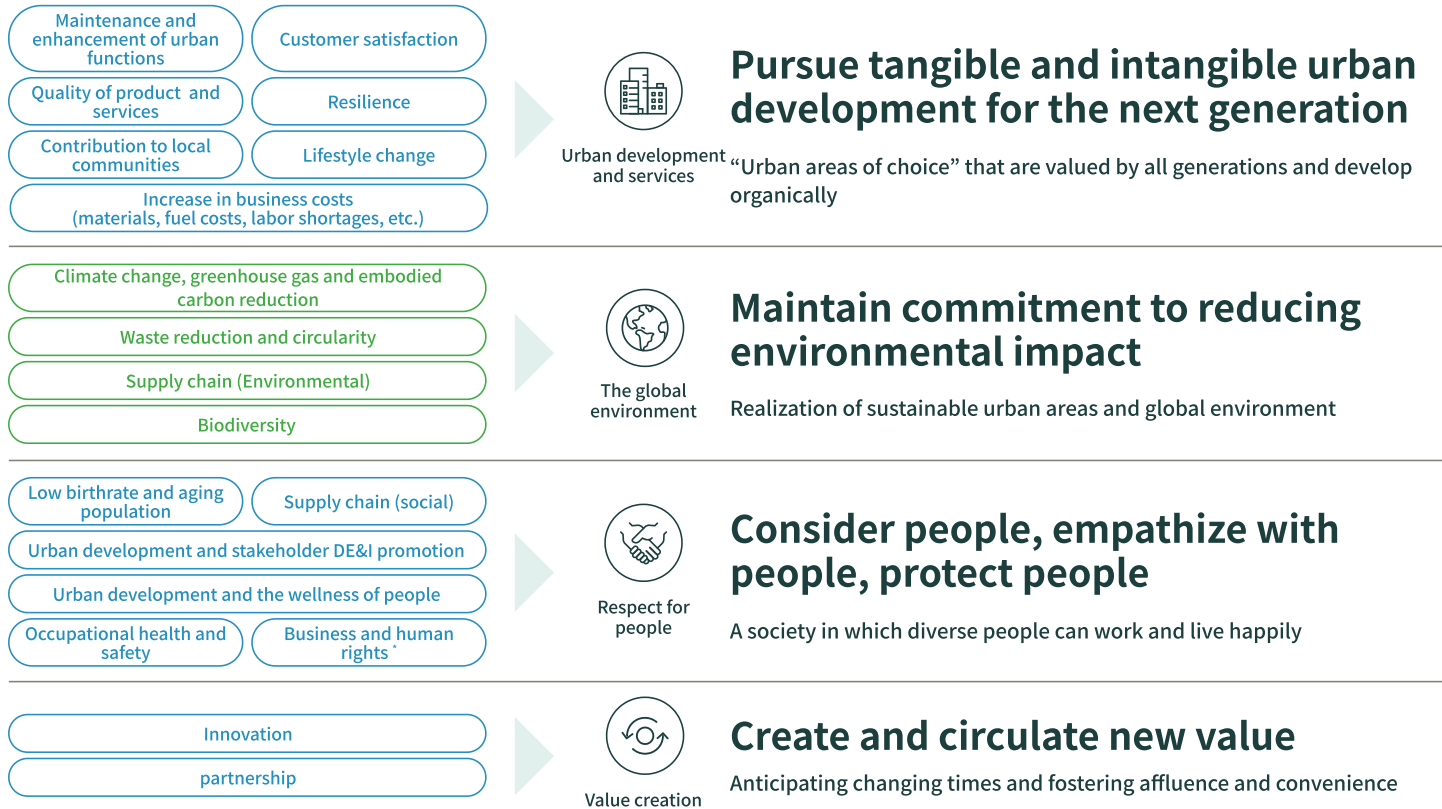 Maintenance and
enhancement of urban
functions
Customer satisfaction
Quality of product and
services
Resilience
Contribution to local
communities
Lifestyle change
Increase in business costs
(materials, fuel costs, labor shortages, etc.)
Urban development
and services
Pursue tangible and intangible urban
development for the next generation
“Urban areas of choice” that are valued by all generations and develop
organically
Climate change, greenhouse gas and embodied
carbon reduction
Waste reduction and circularity
Supply chain (Environmental)
Biodiversity
The global
environment
Maintain commitment to reducing
environmental impact
Realization of sustainable urban areas and global environment
Low birthrate and aging
population
Supply chain (social)
Urban development and stakeholder DE&I promotion
Urban development and the wellness of people
Occupational health and
safety
Business and human
rights *
Respect for
people
Consider people, empathize with
people, protect people
A society in which diverse people can work and live happily
Innovation
partnership
Value creation
Create and circulate new value
Anticipating changing times and fostering affluence and convenience